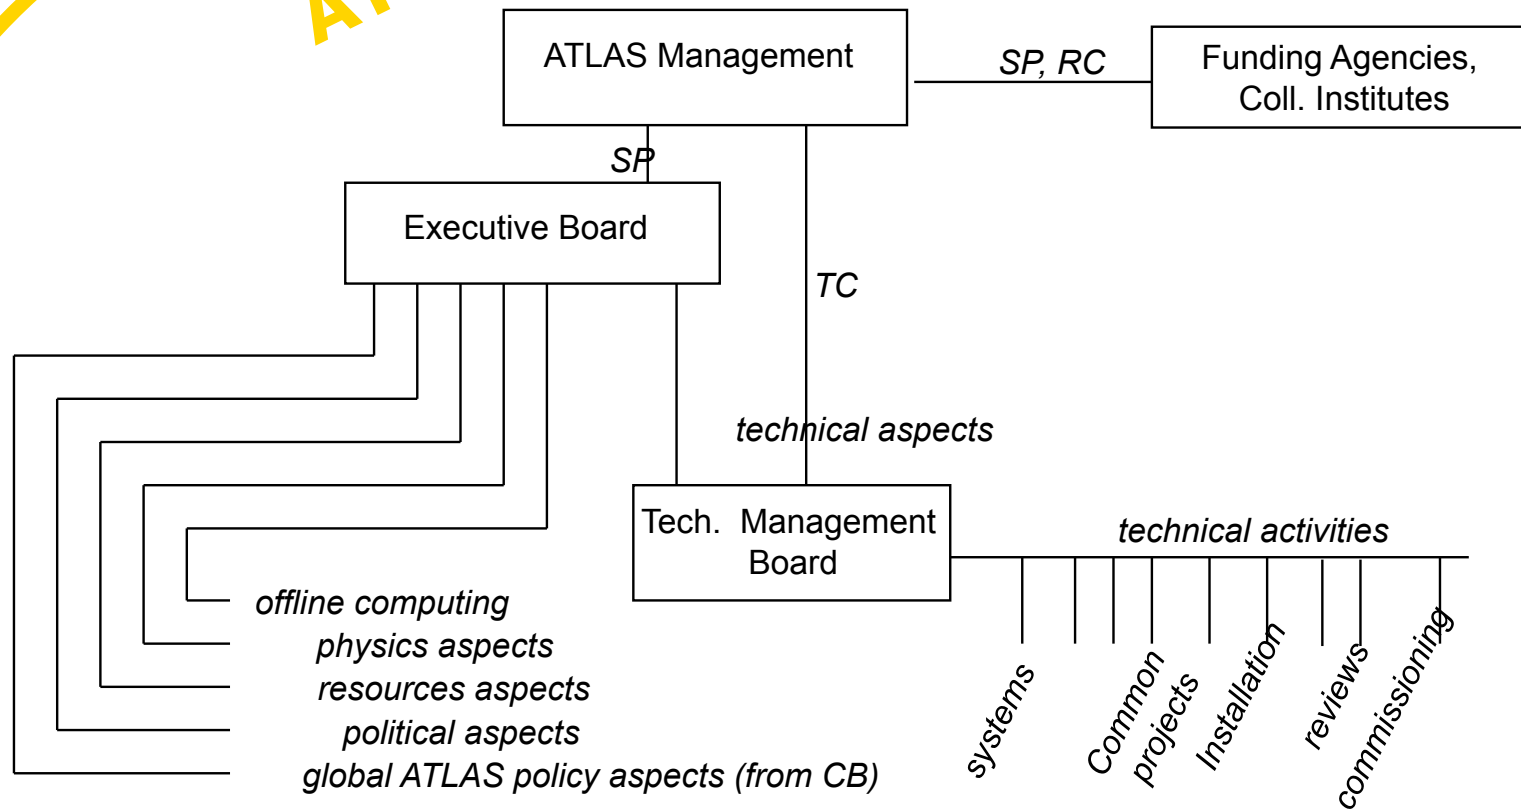 ATLAS Management
SP, RC
Funding Agencies,
Coll. Institutes
SP
Executive Board
TC
technical aspects
Tech. Management
Board
technical activities
offline computing
physics aspects
resources aspects
political aspects
global ATLAS policy aspects (from CB)
systems
Common
projects
Installation
reviews
commissioning